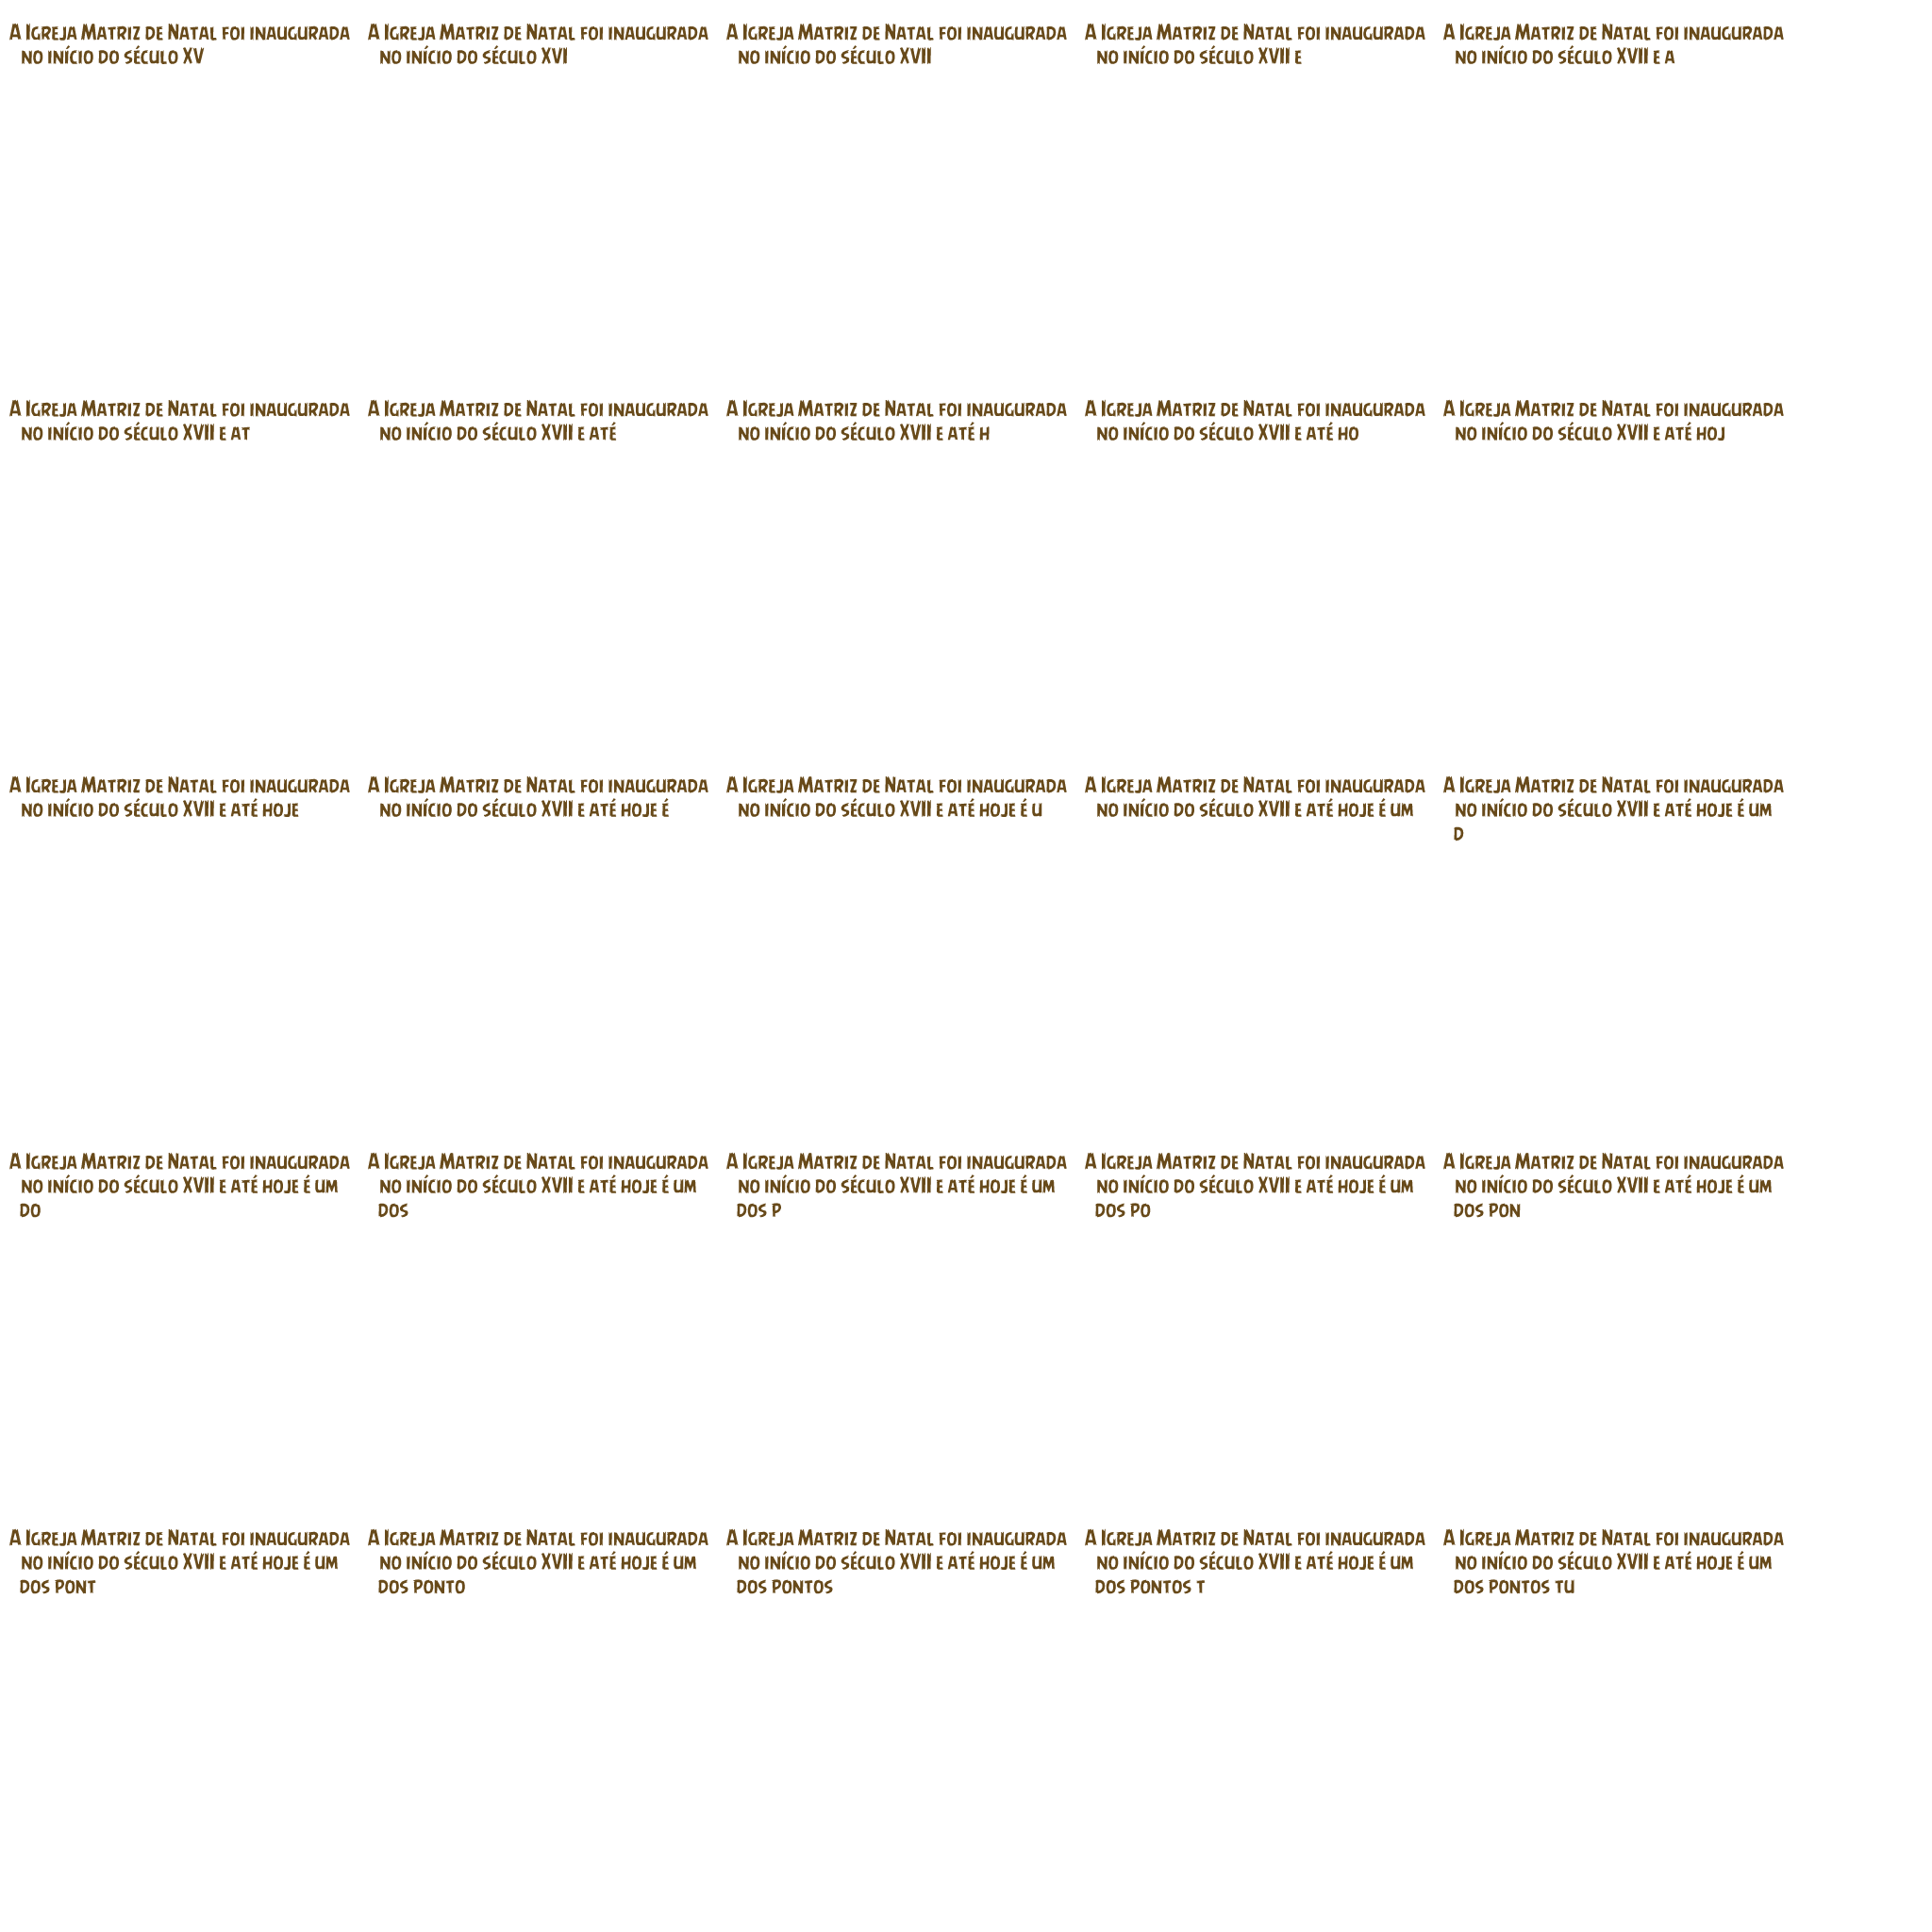 A Igreja Matriz de Natal foi inaugurada
no início do século XV
A Igreja Matriz de Natal foi inaugurada
no início do século XVI
A Igreja Matriz de Natal foi inaugurada
no início do século XVII
A Igreja Matriz de Natal foi inaugurada
no início do século XVII e
A Igreja Matriz de Natal foi inaugurada
no início do século XVII e a
A Igreja Matriz de Natal foi inaugurada
no início do século XVII e at
A Igreja Matriz de Natal foi inaugurada
no início do século XVII e até
A Igreja Matriz de Natal foi inaugurada
no início do século XVII e até h
A Igreja Matriz de Natal foi inaugurada
no início do século XVII e até ho
A Igreja Matriz de Natal foi inaugurada
no início do século XVII e até hoj
A Igreja Matriz de Natal foi inaugurada
no início do século XVII e até hoje
A Igreja Matriz de Natal foi inaugurada
no início do século XVII e até hoje é
A Igreja Matriz de Natal foi inaugurada
no início do século XVII e até hoje é u
A Igreja Matriz de Natal foi inaugurada
no início do século XVII e até hoje é um
A Igreja Matriz de Natal foi inaugurada
no início do século XVII e até hoje é um
d
A Igreja Matriz de Natal foi inaugurada
no início do século XVII e até hoje é um
do
A Igreja Matriz de Natal foi inaugurada
no início do século XVII e até hoje é um
dos
A Igreja Matriz de Natal foi inaugurada
no início do século XVII e até hoje é um
dos p
A Igreja Matriz de Natal foi inaugurada
no início do século XVII e até hoje é um
dos po
A Igreja Matriz de Natal foi inaugurada
no início do século XVII e até hoje é um
dos pon
A Igreja Matriz de Natal foi inaugurada
no início do século XVII e até hoje é um
dos pont
A Igreja Matriz de Natal foi inaugurada
no início do século XVII e até hoje é um
dos ponto
A Igreja Matriz de Natal foi inaugurada
no início do século XVII e até hoje é um
dos pontos
A Igreja Matriz de Natal foi inaugurada
no início do século XVII e até hoje é um
dos pontos t
A Igreja Matriz de Natal foi inaugurada
no início do século XVII e até hoje é um
dos pontos tu